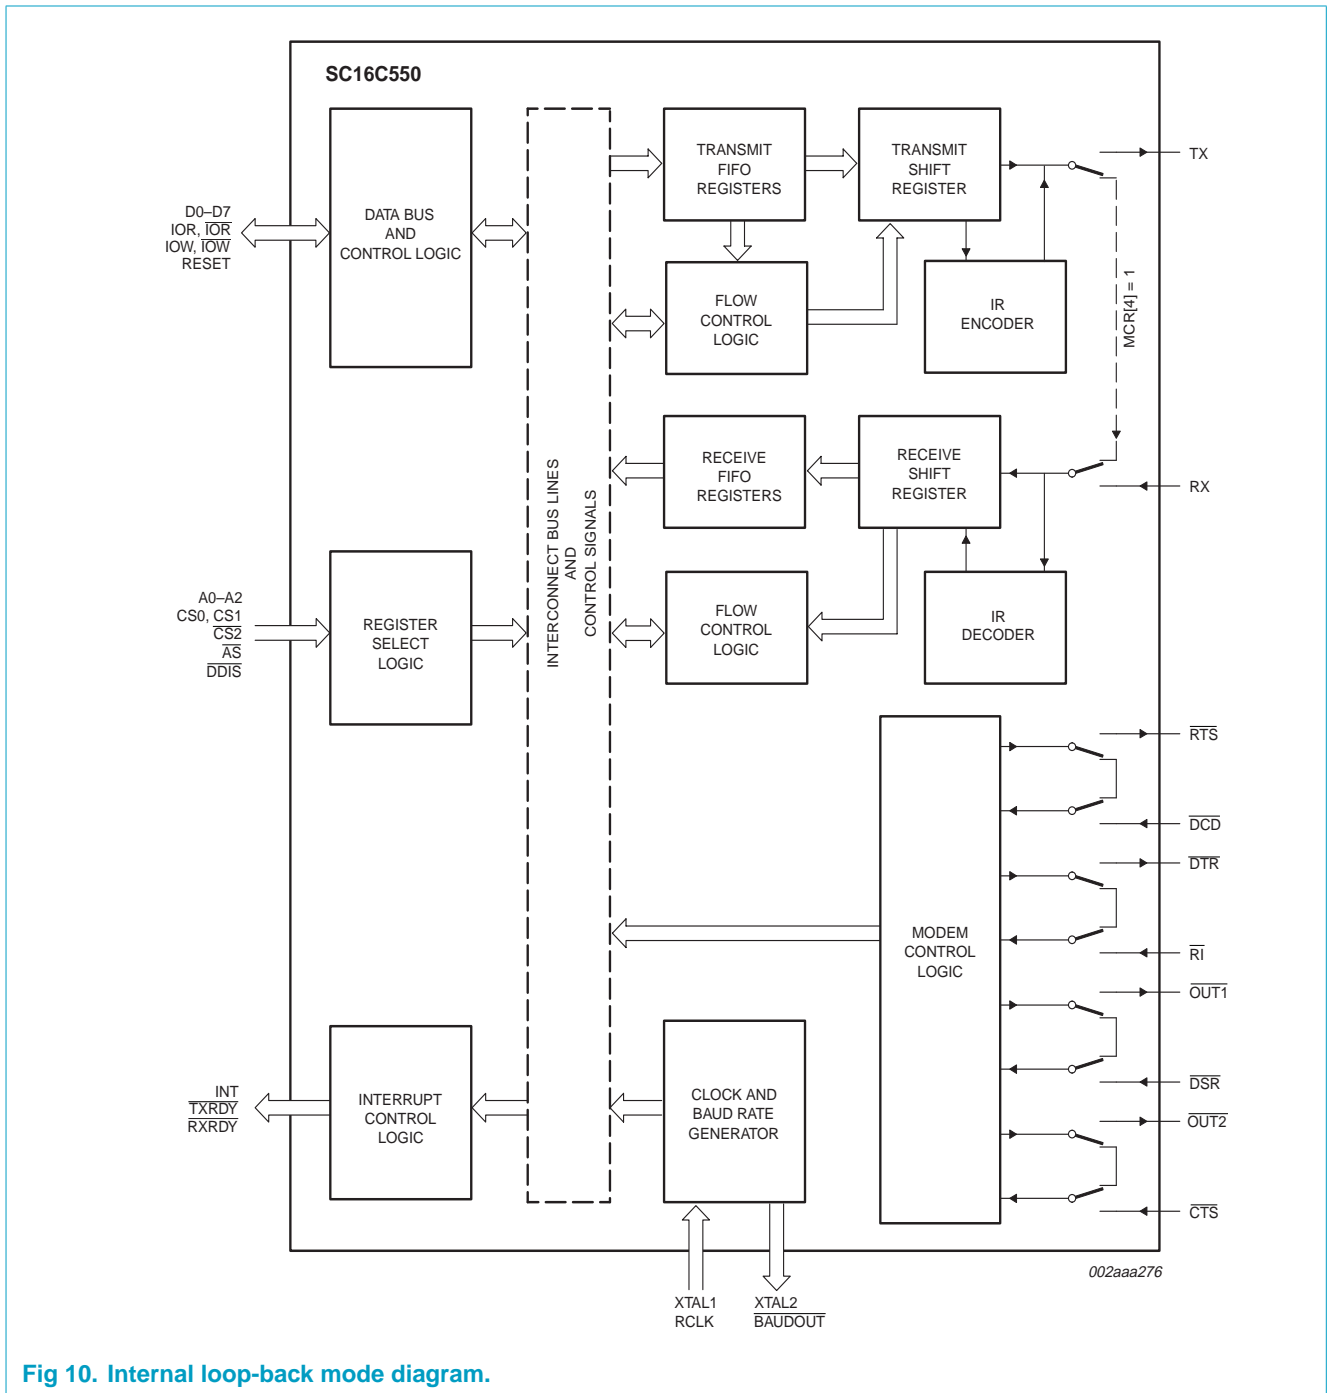 SC16C550
D0–D7
IOR, IOR
IOW, IOW
RESET
DATA BUS
AND
CONTROL LOGIC
TRANSMIT
FIFO
REGISTERS
TRANSMIT
SHIFT
REGISTER
TX
FLOW
CONTROL
LOGIC
IR
ENCODER
MCR[4] = 1
INTERCONNECT BUS LINES
AND
CONTROL SIGNALS
RECEIVE
FIFO
REGISTERS
RECEIVE
SHIFT
REGISTER
RX
A0–A2
CS0, CS1
CS2
AS
DDIS
REGISTER
SELECT
LOGIC
FLOW
CONTROL
LOGIC
IR
DECODER
RTS
DCD
DTR
MODEM
CONTROL
LOGIC
RI
OUT1
DSR
OUT2
CTS
INT
TXRDY
RXRDY
INTERRUPT
CONTROL
LOGIC
CLOCK AND
BAUD RATE
GENERATOR
XTAL1
RCLK
XTAL2
BAUDOUT
002aaa276
Fig 10. Internal loop-back mode diagram.